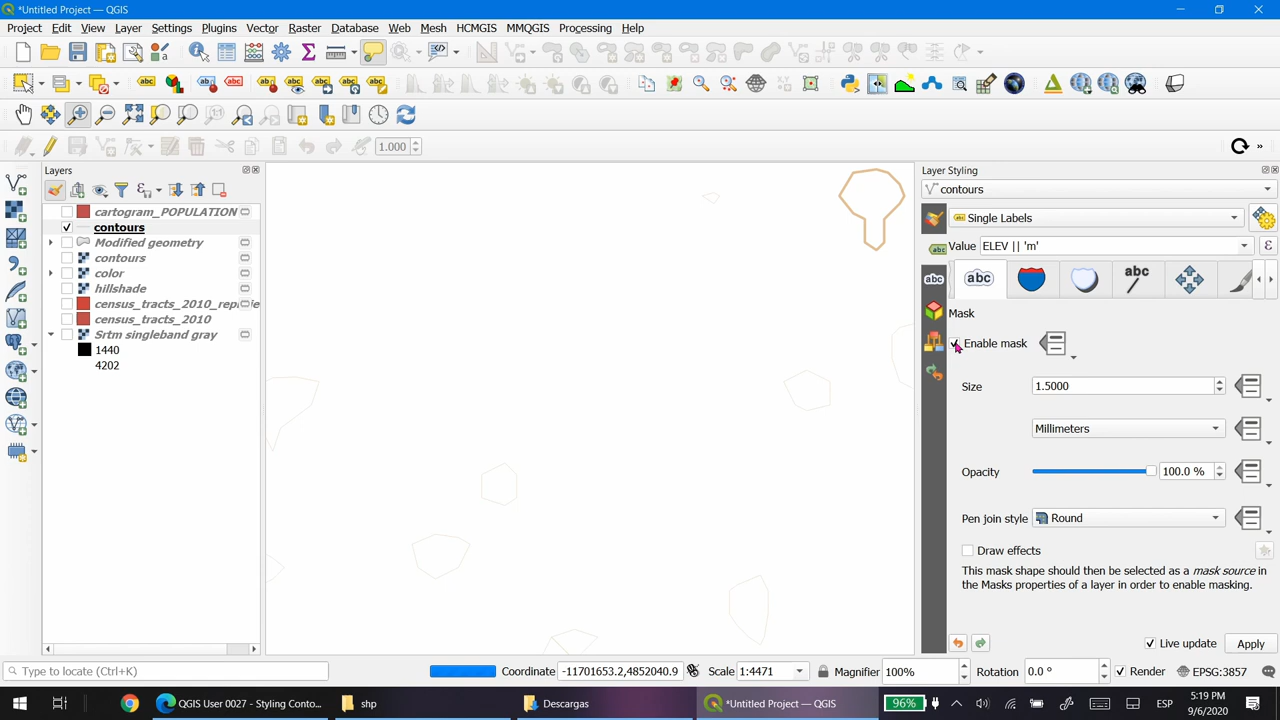 *Untitled Project — QGIS
Project Edit View Layer Settings Plugins Vector Raster Database Web Mesh HCMGIS MMQGIS Processing Help
1.000
»
Layers
Layer Styling
contours
cartogram_POPULATION
contours
Modified geometry
contours
color
hillshade
census_tracts_2010_reproje
census_tracts_2010
Srtm singleband gray
1440
4202
Single Labels
Value ELEV || 'm'
Mask
Enable mask
Size 1.5000
Millimeters
Opacity 100.0 %
Pen join style Round
Draw effects
This mask shape should then be selected as a mask source in
the Masks properties of a layer in order to enable masking.
Live update Apply
Type to locate (Ctrl+K) Coordinate -11701653.2,4852040.9 Scale 1:4471 Magnifier 100% Rotation 0.0 ° Render EPSG:3857
QGIS User 0027 - Styling Conto... shp Descargas *Untitled Project — QGIS 96% ESP 5:19 PM
9/6/2020